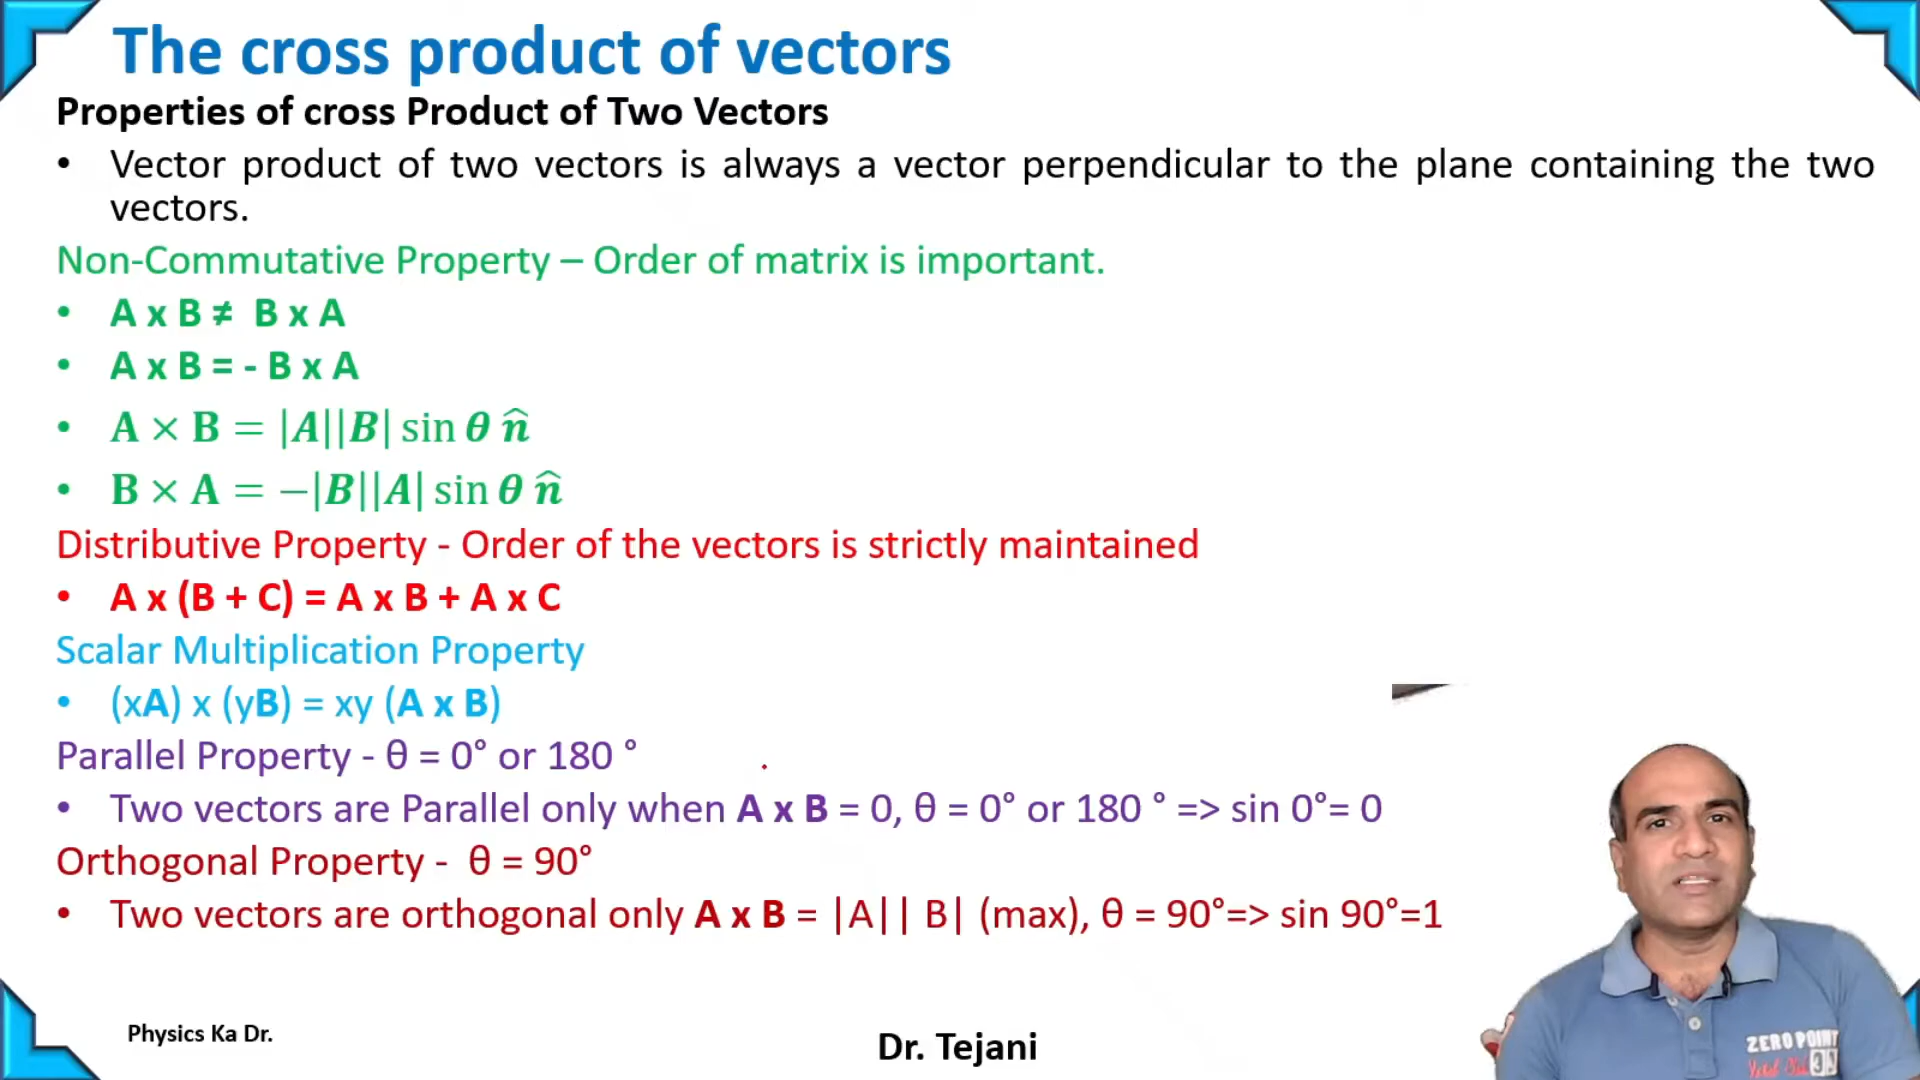 The cross product of vectors
Properties of cross Product of Two Vectors
• Vector product of two vectors is always a vector perpendicular to the plane containing the two
vectors.
Non-Commutative Property – Order of matrix is important.
• A x B ≠ B x A
• A x B = - B x A
• A × B = |A||B| sin θ n̂
• B × A = −|B||A| sin θ n̂
Distributive Property - Order of the vectors is strictly maintained
• A x (B + C) = A x B + A x C
Scalar Multiplication Property
• (xA) x (yB) = xy (A x B)
Parallel Property - θ = 0° or 180 °
• Two vectors are Parallel only when A x B = 0, θ = 0° or 180 ° => sin 0°= 0
Orthogonal Property - θ = 90°
• Two vectors are orthogonal only A x B = |A|| B| (max), θ = 90°=> sin 90°=1
Physics Ka Dr.
Dr. Tejani
ZERO POINT